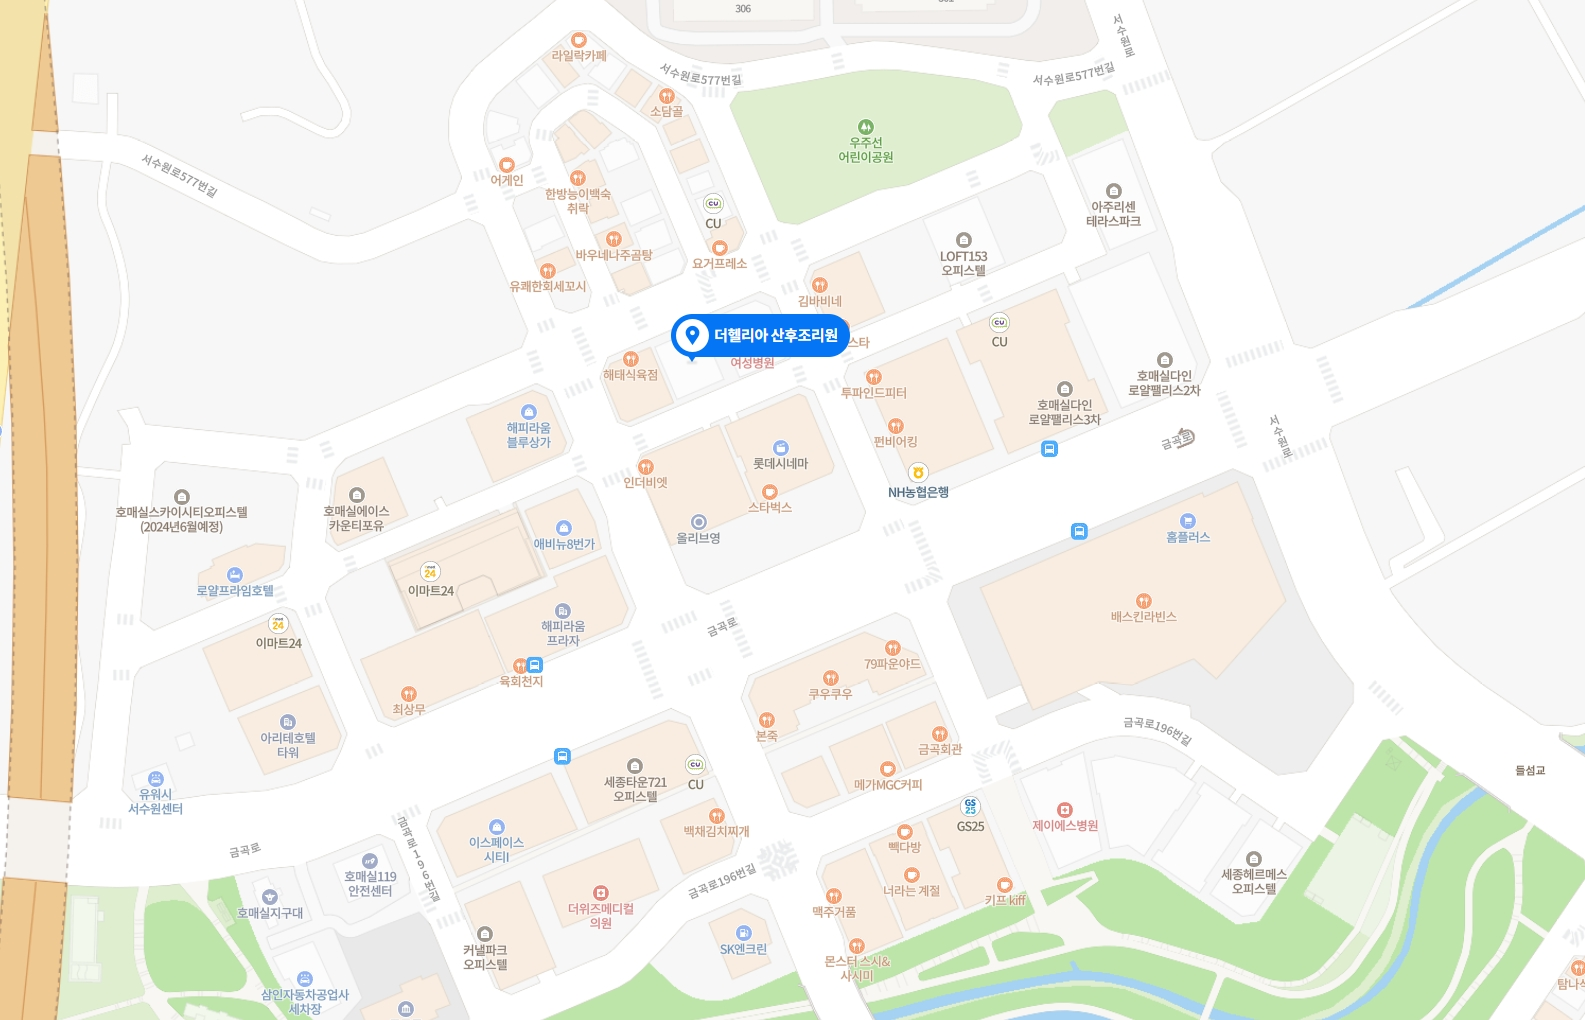 306
서수원로
라일락카페
서수원로577번길
서수원로577번길
소담골
우주선
어린이공원
서수원로577번길
어게인
한방능이백숙
취락
CU
아주리센
테라스파크
바우네나주곰탕
요거프레소
LOFT153
오피스텔
유쾌한회세꼬시
김바비네
더헬리아 산후조리원
스타
CU
여성병원
해태식육점
투파인드피터
호매실다인
로얄팰리스2차
호매실다인
로얄팰리스3차
해피라움
블루상가
펀비어킹
금곡로
서수원로
롯데시네마
인더비엣
NH농협은행
스타벅스
호매실스카이시티오피스텔
(2024년6월예정)
호매실에이스
카운티포유
올리브영
애비뉴8번가
홈플러스
이마트24
로얄프라임호텔
배스킨라빈스
해피라움
프라자
금곡로
이마트24
79파운야드
육회천지
쿠우쿠우
최상무
본죽
금곡로196번길
아리테호텔
타워
금곡회관
들섬교
세종타운721
오피스텔
CU
메가MGC커피
유워시
서수원센터
GS25
제이에스병원
백채김치찌개
이스페이스
시티I
빽다방
금곡로
금곡로196번길
호매실119
안전센터
세종헤르메스
오피스텔
금곡로196번길
너라는 계절
키프 kiff
호매실지구대
더위즈메디컬
의원
맥주거품
SK엔크린
커낼파크
오피스텔
몬스터 스시&
사시미
삼인자동차공업사
세차장